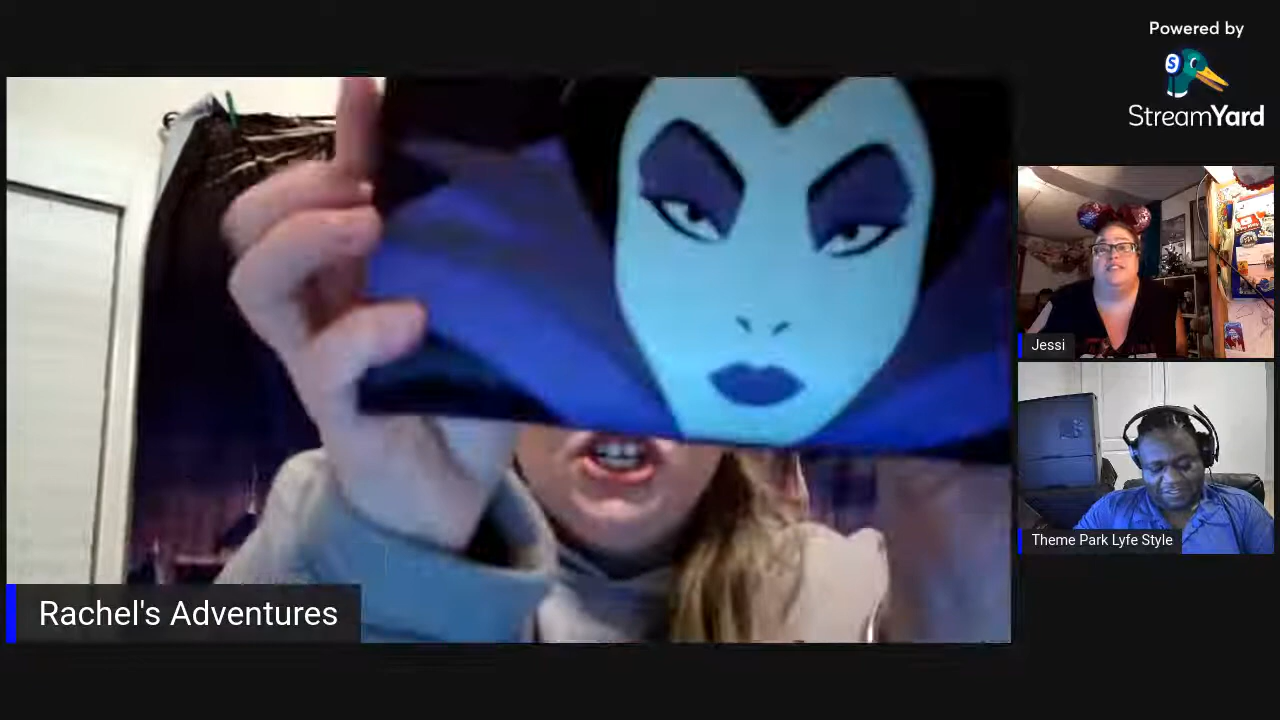 Powered by
StreamYard
Jessi
Theme Park Lyfe Style
Rachel's Adventures